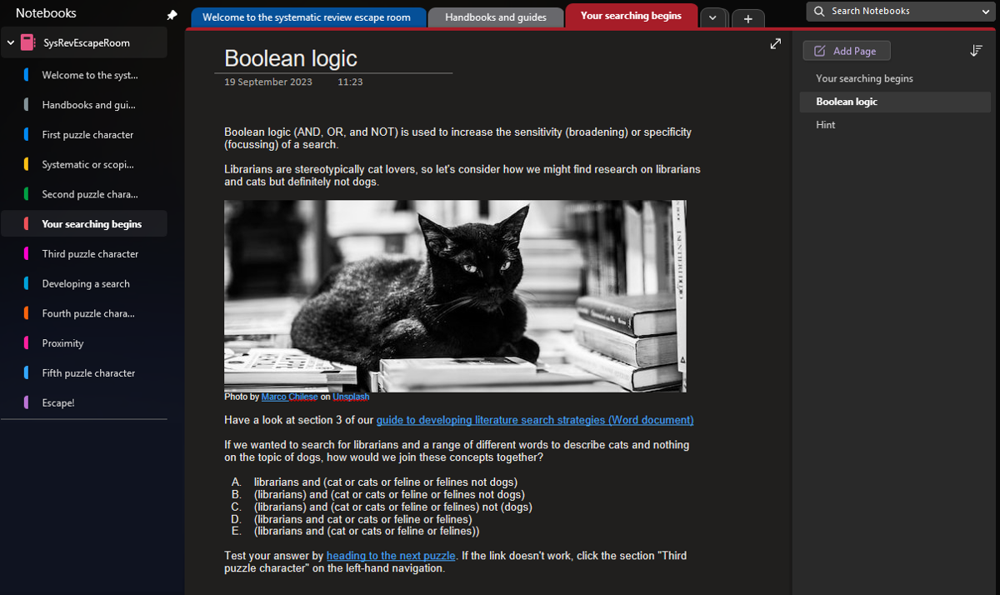 Notebooks
SysRevEscapeRoom
Welcome to the syst...
Handbooks and gui...
First puzzle character
Systematic or scopi...
Second puzzle chara...
Your searching begins
Third puzzle character
Developing a search
Fourth puzzle chara...
Proximity
Fifth puzzle character
Escape!
Welcome to the systematic review escape room
Handbooks and guides
Your searching begins
Search Notebooks
Boolean logic
19 September 2023 11:23
Boolean logic (AND, OR, and NOT) is used to increase the sensitivity (broadening) or specificity
(focussing) of a search.
Librarians are stereotypically cat lovers, so let's consider how we might find research on librarians
and cats but definitely not dogs.
Photo by Marco Chilese on Unsplash
Have a look at section 3 of our guide to developing literature search strategies (Word document)
If we wanted to search for librarians and a range of different words to describe cats and nothing
on the topic of dogs, how would we join these concepts together?
A. librarians and (cat or cats or feline or felines not dogs)
B. (librarians) and (cat or cats or feline or felines not dogs)
C. (librarians) and (cat or cats or feline or felines) not (dogs)
D. (librarians and cat or cats or feline or felines)
E. (librarians and (cat or cats or feline or felines))
Test your answer by heading to the next puzzle. If the link doesn't work, click the section "Third
puzzle character" on the left-hand navigation.
Add Page
Your searching begins
Boolean logic
Hint